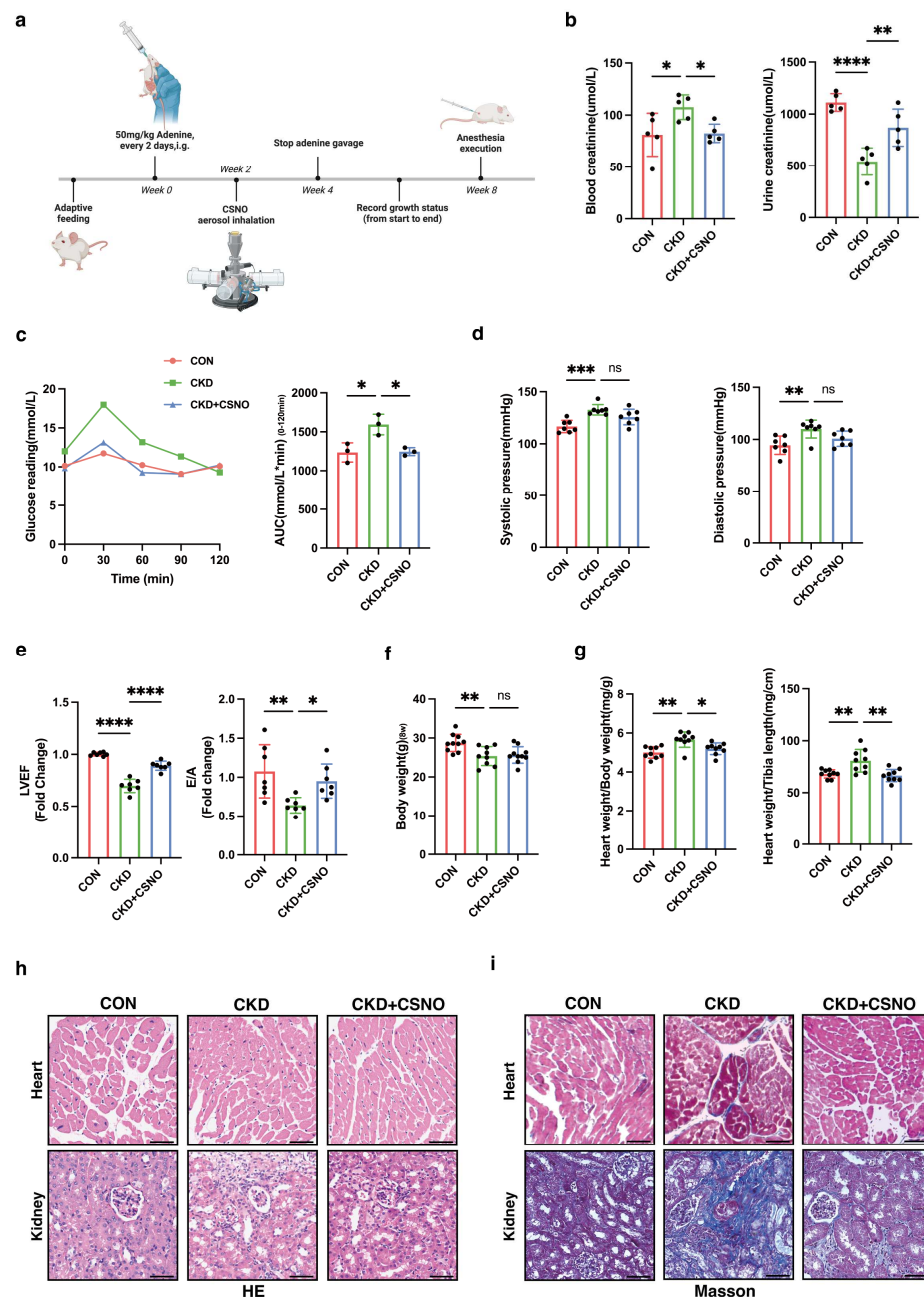 a
50mg/kg Adenine,
every 2 days,i.g.
Week 0
Adaptive
feeding
Week 2
CSNO
aerosol inhalation
Stop adenine gavage
Week 4
Record growth status
(from start to end)
Anesthesia
execution
Week 8
b
Blood creatinine(umol/L)
150
100
50
0
* *
CON
CKD
CKD+CSNO
Urine creatinine(umol/L)
1500
1000
500
0
**** **
CON
CKD
CKD+CSNO
c
CON
CKD
CKD+CSNO
Glucose reading(mmol/L)
20
15
10
5
0
0 30 60 90 120
Time (min)
AUC(mmol/L*min) (0-120min)
2000
1500
1000
500
0
* *
CON
CKD
CKD+CSNO
d
Systolic pressure(mmHg)
200
150
100
50
0
*** ns
CON
CKD
CKD+CSNO
Diastolic pressure(mmHg)
150
100
50
0
** ns
CON
CKD
CKD+CSNO
e
LVEF
(Fold Change)
1.5
1.0
0.5
0.0
**** ****
CON
CKD
CKD+CSNO
E/A
(Fold change)
2.0
1.5
1.0
0.5
0.0
** *
CON
CKD
CKD+CSNO
f
Body weight(g)(8w)
40
30
20
10
0
** ns
CON
CKD
CKD+CSNO
g
Heart weight/Body weight(mg/g)
8
6
4
2
0
** *
CON
CKD
CKD+CSNO
Heart weight/Tibia length(mg/cm)
150
100
50
0
** **
CON
CKD
CKD+CSNO
h
CON CKD CKD+CSNO
Heart
Kidney
HE
i
CON CKD CKD+CSNO
Heart
Kidney
Masson